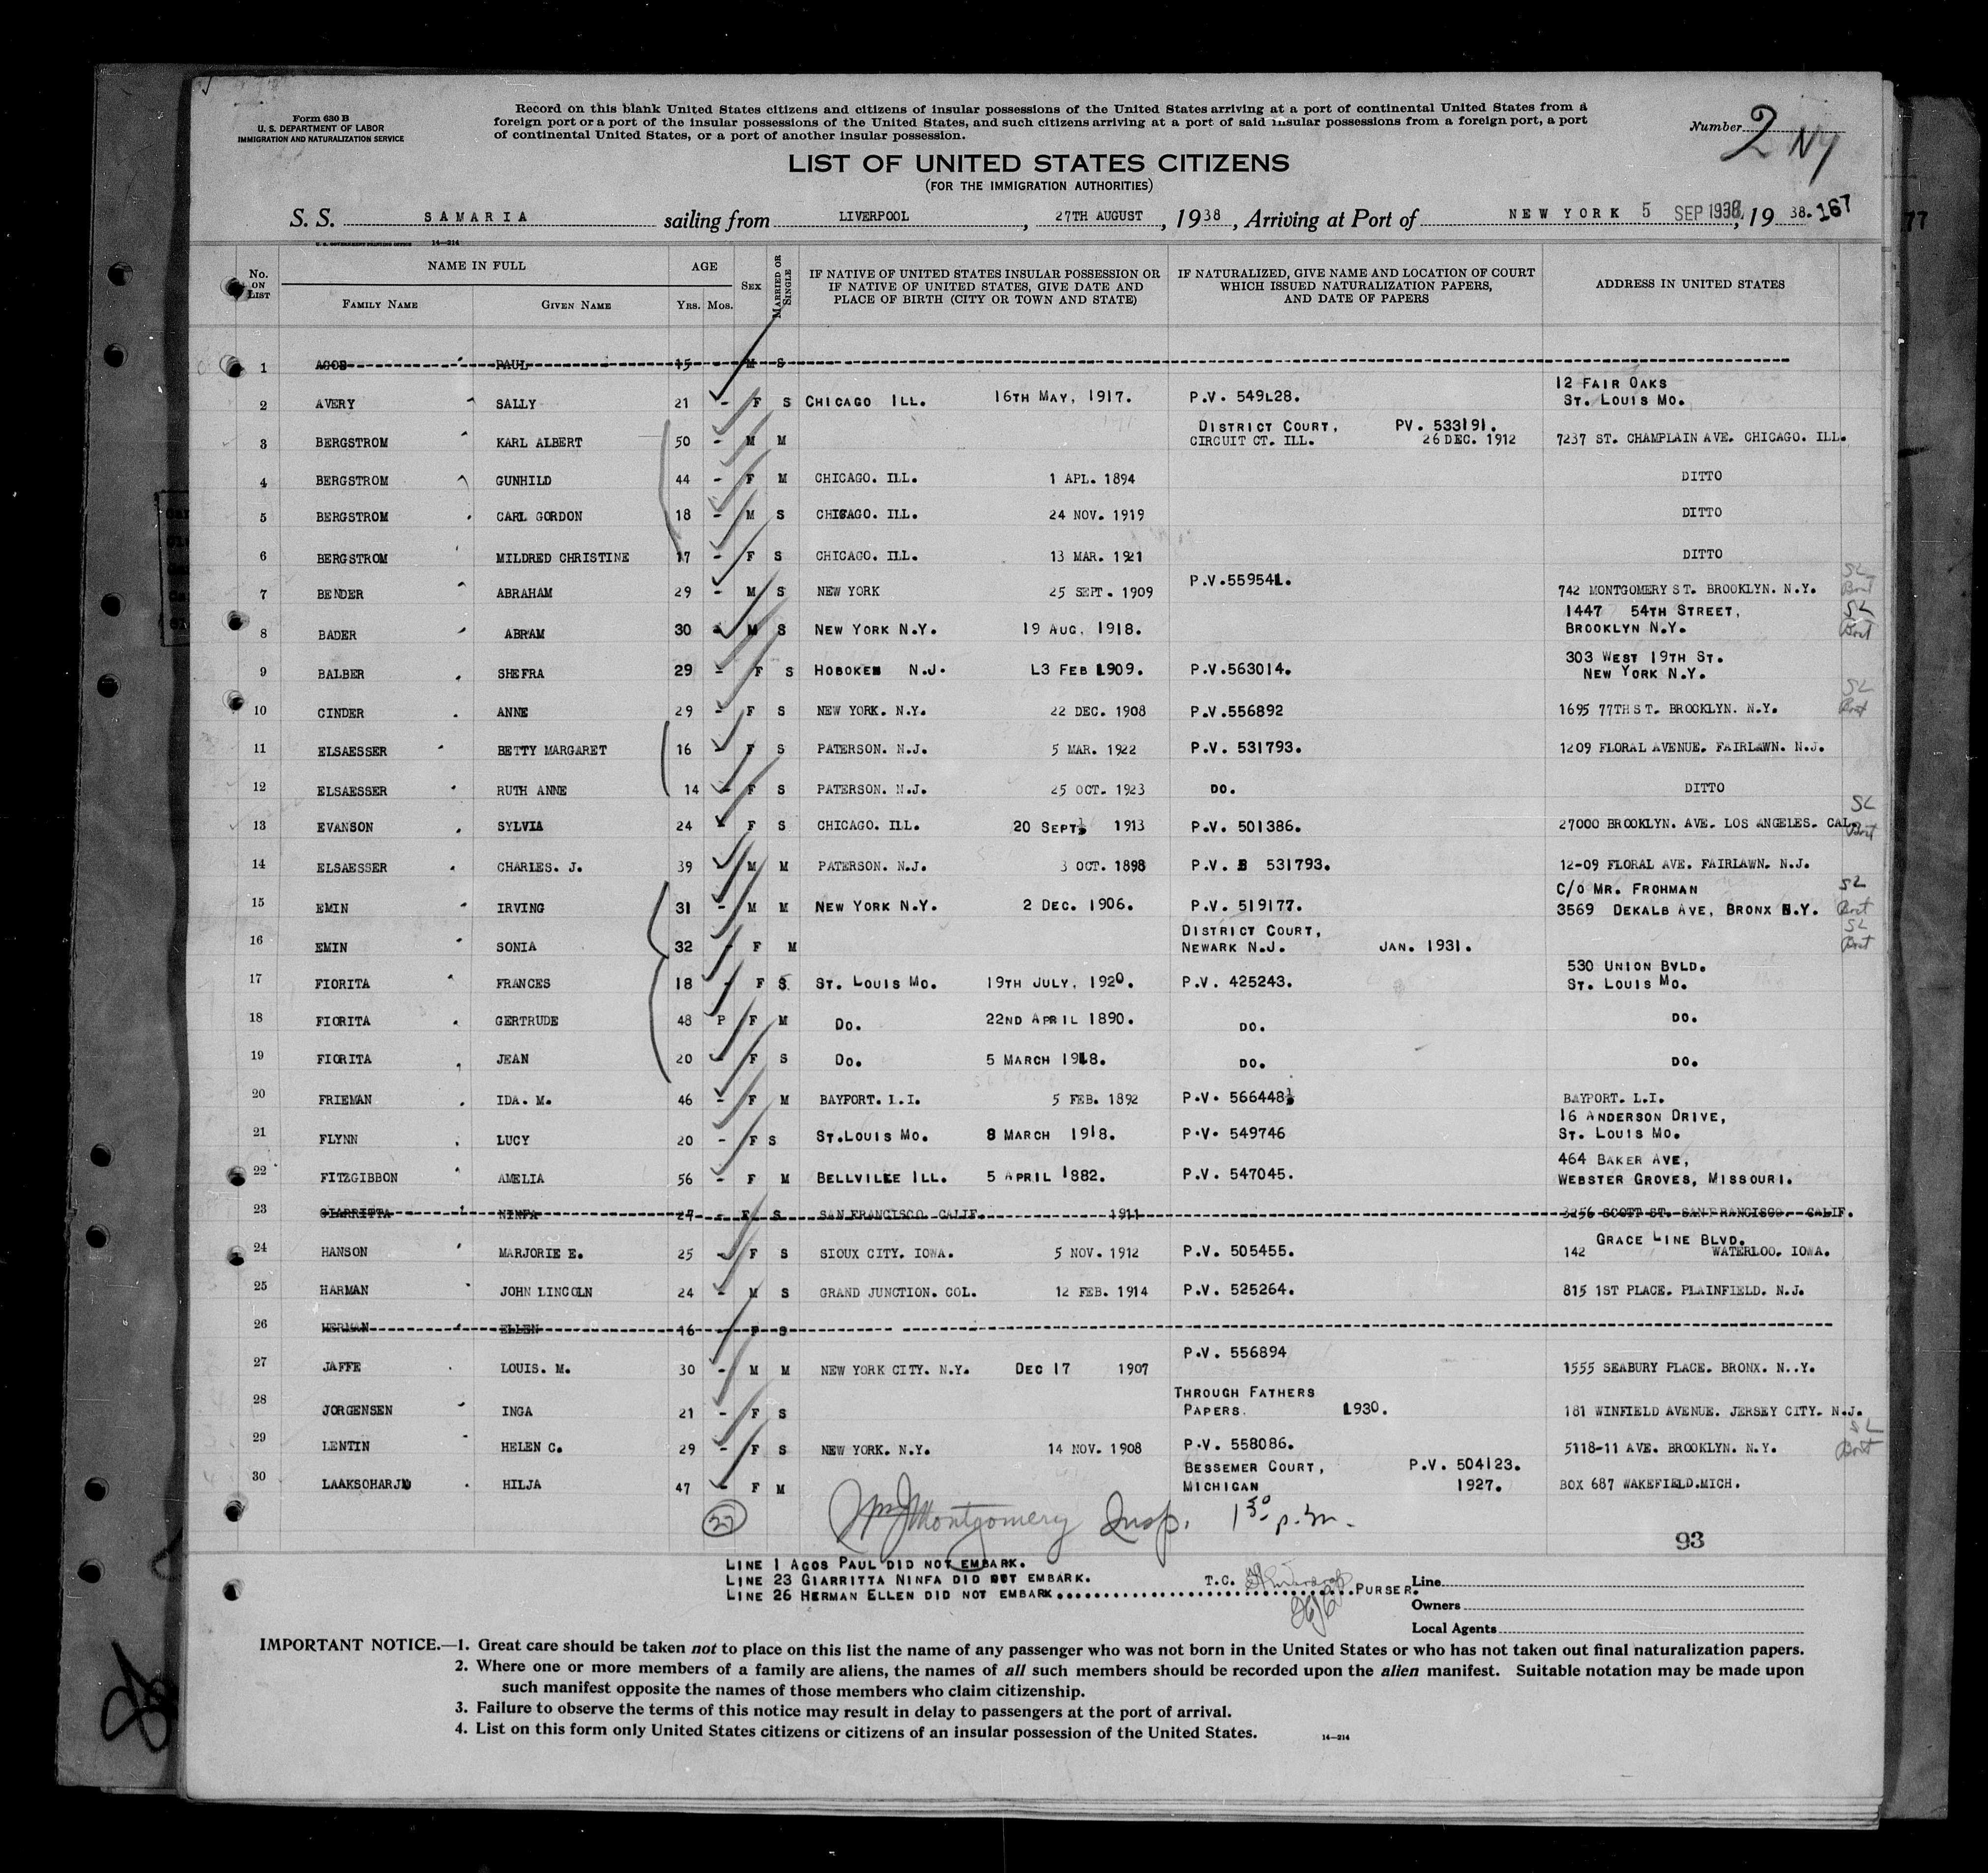 Form 630 B
U. S. DEPARTMENT OF LABOR
IMMIGRATION AND NATURALIZATION SERVICE
Record on this blank United States citizens and citizens of insular possessions of the United States arriving at a port of continental United States from a
foreign port or a port of the insular possessions of the United States, and such citizens arriving at a port of said insular possessions from a foreign port, a port
of continental United States, or a port of another insular possession.
Number 2 NY
LIST OF UNITED STATES CITIZENS
(FOR THE IMMIGRATION AUTHORITIES)
S. S. SAMARIA sailing from LIVERPOOL, 27TH AUGUST, 1938, Arriving at Port of NEW YORK 5 SEP 1938, 1938. 167
77
U. S. GOVERNMENT PRINTING OFFICE 14—214
No. ON LIST NAME IN FULL AGE SEX MARRIED OR SINGLE IF NATIVE OF UNITED STATES INSULAR POSSESSION OR IF NATIVE OF UNITED STATES, GIVE DATE AND PLACE OF BIRTH (CITY OR TOWN AND STATE) IF NATURALIZED, GIVE NAME AND LOCATION OF COURT WHICH ISSUED NATURALIZATION PAPERS, AND DATE OF PAPERS ADDRESS IN UNITED STATES
FAMILY NAME GIVEN NAME YRS. MOS.
1 AGOS PAUL 15 - M S
2 AVERY SALLY 21 - F S CHICAGO ILL. 16TH MAY, 1917. P.V. 549L28. 12 FAIR OAKS ST. LOUIS MO.
3 BERGSTROM KARL ALBERT 50 - M M DISTRICT COURT, PV. 533191. CIRCUIT CT. ILL. 26 DEC. 1912 7237 ST. CHAMPLAIN AVE. CHICAGO. ILL.
4 BERGSTROM GUNHILD 44 - F M CHICAGO. ILL. 1 APL. 1894 DITTO
5 BERGSTROM CARL GORDON 18 - M S CHICAGO. ILL. 24 NOV. 1919 DITTO
6 BERGSTROM MILDRED CHRISTINE 17 - F S CHICAGO. ILL. 13 MAR. 1921 DITTO
7 BENDER ABRAHAM 29 - M S NEW YORK 25 SEPT. 1909 P.V.559541. 742 MONTGOMERY ST. BROOKLYN. N.Y. SL
8 BADER ABRAM 30 M S NEW YORK N.Y. 19 AUG, 1918. 1447 54TH STREET, BROOKLYN N.Y. SL
9 BALBER SHEFRA 29 - F S HOBOKEN N.J. L3 FEB 1909. P.V.563014. 303 WEST 19TH ST. NEW YORK N.Y.
10 CINDER ANNE 29 - F S NEW YORK. N.Y. 22 DEC. 1908 P.V.556892 1695 77TH ST. BROOKLYN. N.Y. SL
11 ELSAESSER BETTY MARGARET 16 - F S PATERSON. N.J. 5 MAR. 1922 P.V. 531793. 1209 FLORAL AVENUE. FAIRLAWN. N.J.
12 ELSAESSER RUTH ANNE 14 - F S PATERSON. N.J. 25 OCT. 1923 DO. DITTO
13 EVANSON SYLVIA 24 - F S CHICAGO. ILL. 20 SEPT 1913 P.V. 501386. 27000 BROOKLYN. AVE. LOS ANGELES. CAL. SL
14 ELSAESSER CHARLES. J. 39 M M PATERSON. N.J. 3 OCT. 1898 P.V. 531793. 12-09 FLORAL AVE. FAIRLAWN. N.J.
15 EMIN IRVING 31 - M M NEW YORK N.Y. 2 DEC. 1906. P.V. 519177. C/O MR. FROHMAN 3569 DEKALB AVE, BRONX N.Y. SL
16 EMIN SONIA 32 - F M DISTRICT COURT, NEWARK N.J. JAN. 1931. SL
17 FIORITA FRANCES 18 - F S. ST. LOUIS MO. 19TH JULY, 1920. P.V. 425243. 530 UNION BVLD. ST. LOUIS MO.
18 FIORITA GERTRUDE 48 F M DO. 22ND APRIL 1890. DO. DO.
19 FIORITA JEAN 20 - F S DO. 5 MARCH 1918. DO. DO.
20 FRIEMAN IDA. M. 46 - F M BAYPORT. L.I. 5 FEB. 1892 P.V. 566448 BAYPORT. L.I.
21 FLYNN LUCY 20 - F S ST.LOUIS MO. 8 MARCH 1918. P.V. 549746 16 ANDERSON DRIVE, ST. LOUIS MO.
22 FITZGIBBON AMELIA 56 - F M BELLVILLE ILL. 5 APRIL 1882. P.V. 547045. 464 BAKER AVE, WEBSTER GROVES, MISSOURI.
23 GIARRITTA NINFA 27 - F S SAN FRANCISCO CALIF. 1911 3256 SCOTT ST. SAN FRANCISCO. CALIF.
24 HANSON MARJORIE E. 25 - F S SIOUX CITY. IOWA. 5 NOV. 1912 P.V. 505455. 142 GRACE LINE BLVD. WATERLOO. IOWA.
25 HARMAN JOHN LINCOLN 24 - M S GRAND JUNCTION. COL. 12 FEB. 1914 P.V. 525264. 815 1ST PLACE. PLAINFIELD. N.J.
26 HERMAN ELLEN 16 - F S
27 JAFFE LOUIS. M. 30 - M M NEW YORK CITY. N.Y. DEC 17 1907 P.V. 556894 1555 SEABURY PLACE. BRONX. N..Y.
28 JORGENSEN INGA 21 - F S THROUGH FATHERS PAPERS. 1930. 181 WINFIELD AVENUE. JERSEY CITY. N.J.
29 LENTIN HELEN C. 29 - F S NEW YORK. N.Y. 14 NOV. 1908 P.V. 558086. 5118-11 AVE. BROOKLYN. N.Y. SL
30 LAAKSOHARJU HILJA 47 - F M BESSEMER COURT, P.V. 504123. MICHIGAN 1927. BOX 687 WAKEFIELD.MICH.
27 Wm J Montgomery Insp. 1 30 p.m.
93
LINE 1 AGOS PAUL DID NOT EMBARK.
LINE 23 GIARRITTA NINFA DID NOT EMBARK.
LINE 26 HERMAN ELLEN DID NOT EMBARK
T.C. PURSER.
Line
Owners
Local Agents
IMPORTANT NOTICE.—1. Great care should be taken not to place on this list the name of any passenger who was not born in the United States or who has not taken out final naturalization papers.
2. Where one or more members of a family are aliens, the names of all such members should be recorded upon the alien manifest. Suitable notation may be made upon
such manifest opposite the names of those members who claim citizenship.
3. Failure to observe the terms of this notice may result in delay to passengers at the port of arrival.
4. List on this form only United States citizens or citizens of an insular possession of the United States.
14—214